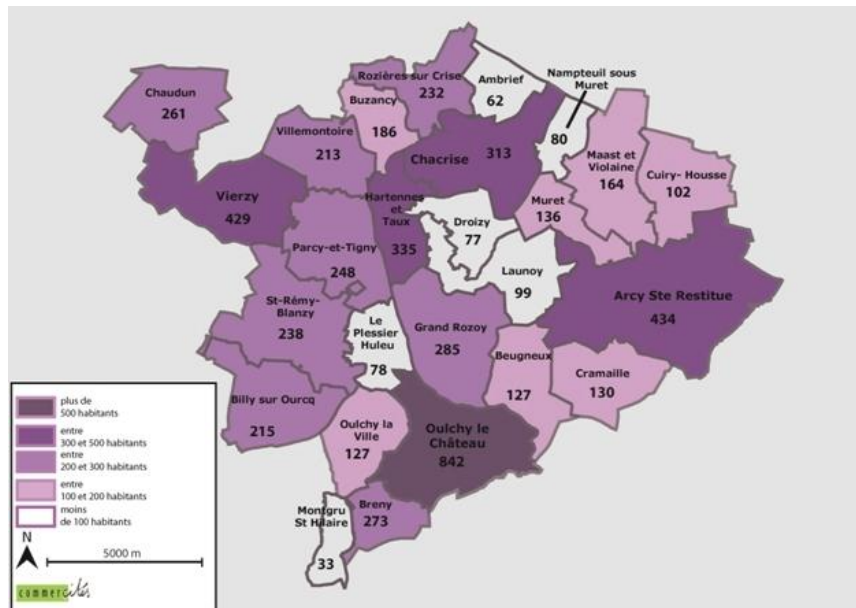 Chaudun
261
Rozières sur Crise
232
Ambrief
62
Nampteuil sous
Muret
80
Buzancy
186
Villemontoire
213
Chacrise
313
Maast et
Violaine
164
Cuiry- Housse
102
Vierzy
429
Hartennes
et
Taux
335
Muret
136
Droizy
77
Parcy-et-Tigny
248
Launoy
99
Arcy Ste Restitue
434
St-Rémy-
Blanzy
238
Le
Plessier
Huleu
78
Grand Rozoy
285
Beugneux
127
Cramaille
130
Billy sur Ourcq
215
Oulchy la
Ville
127
Oulchy le
Château
842
Montgru
St Hilaire
33
Breny
273
plus de
500 habitants
entre
300 et 500 habitants
entre
200 et 300 habitants
entre
100 et 200 habitants
moins
de 100 habitants
N
5000 m
commercités